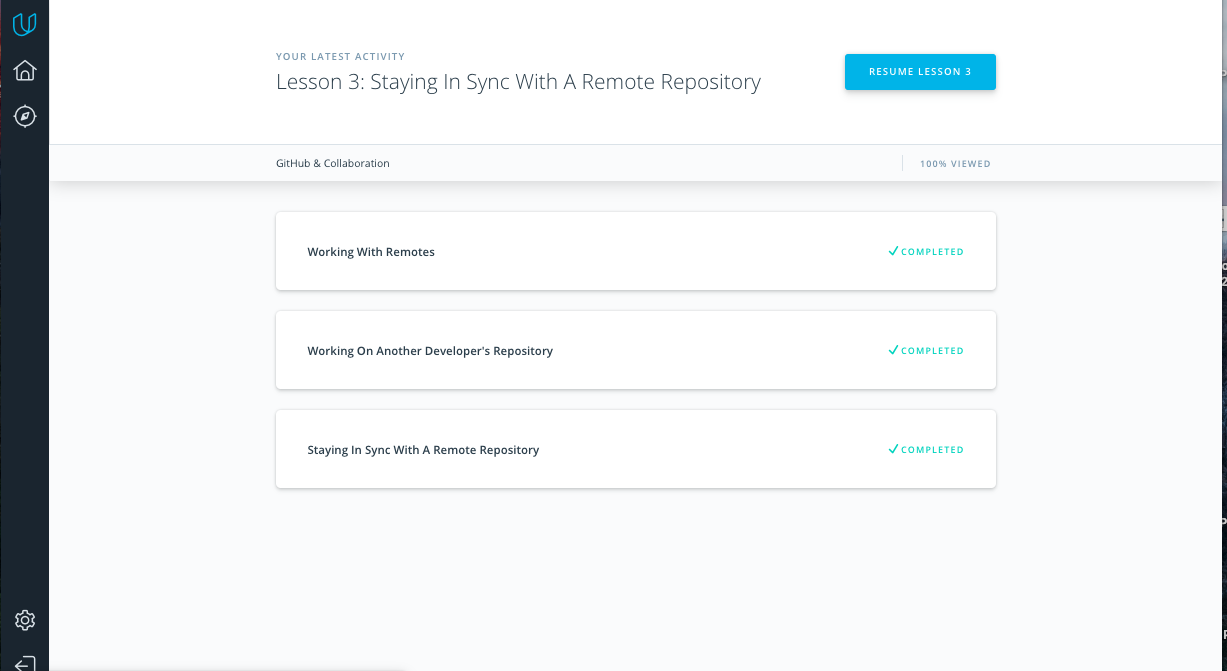 YOUR LATEST ACTIVITY
Lesson 3: Staying In Sync With A Remote Repository
RESUME LESSON 3
GitHub & Collaboration
100% VIEWED
Working With Remotes
COMPLETED
Working On Another Developer's Repository
COMPLETED
Staying In Sync With A Remote Repository
COMPLETED